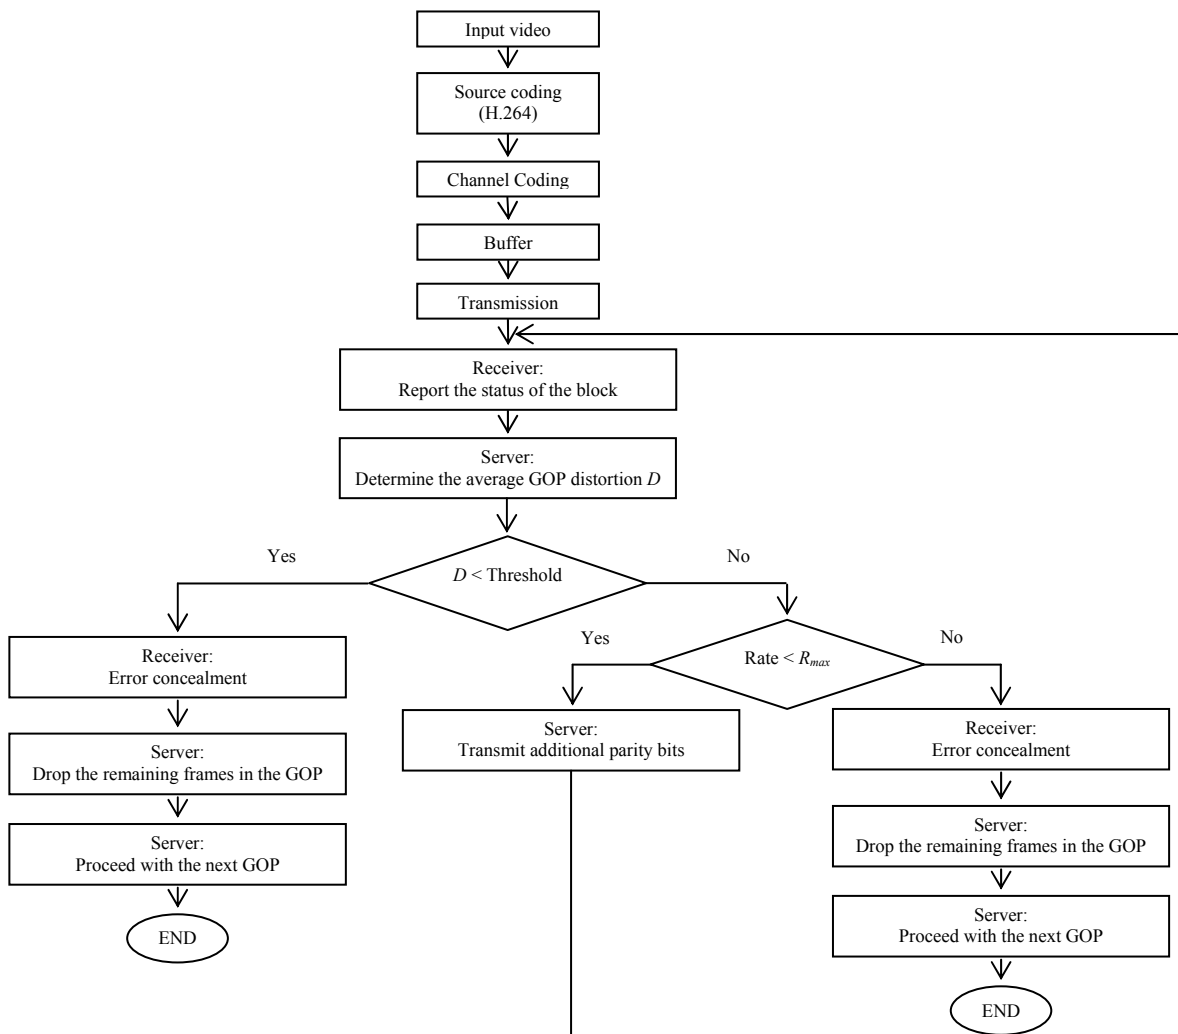 Input video
Source coding
(H.264)
Channel Coding
Buffer
Transmission
Receiver:
Report the status of the block
Server:
Determine the average GOP distortion D
Yes
No
D < Threshold
Receiver:
Error concealment
Server:
Drop the remaining frames in the GOP
Server:
Proceed with the next GOP
END
Yes
No
Rate < Rmax
Server:
Transmit additional parity bits
Receiver:
Error concealment
Server:
Drop the remaining frames in the GOP
Server:
Proceed with the next GOP
END